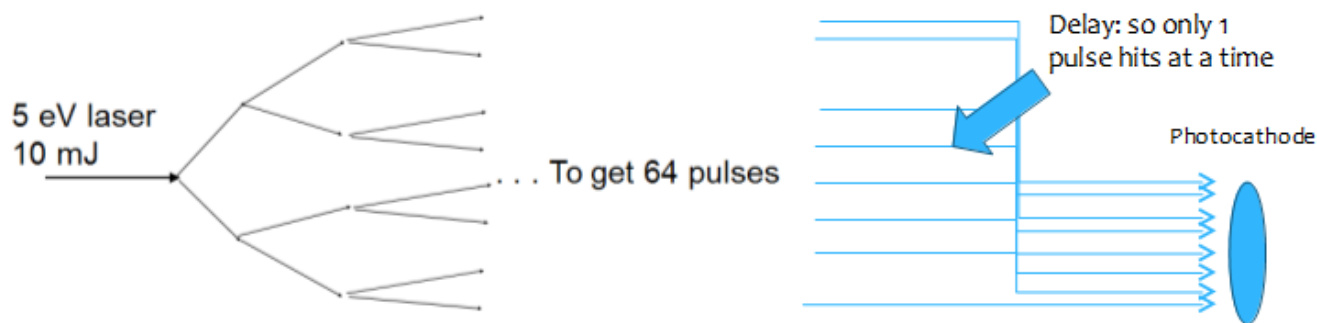 5 eV laser
10 mJ
. . . To get 64 pulses
Delay: so only 1
pulse hits at a time
Photocathode